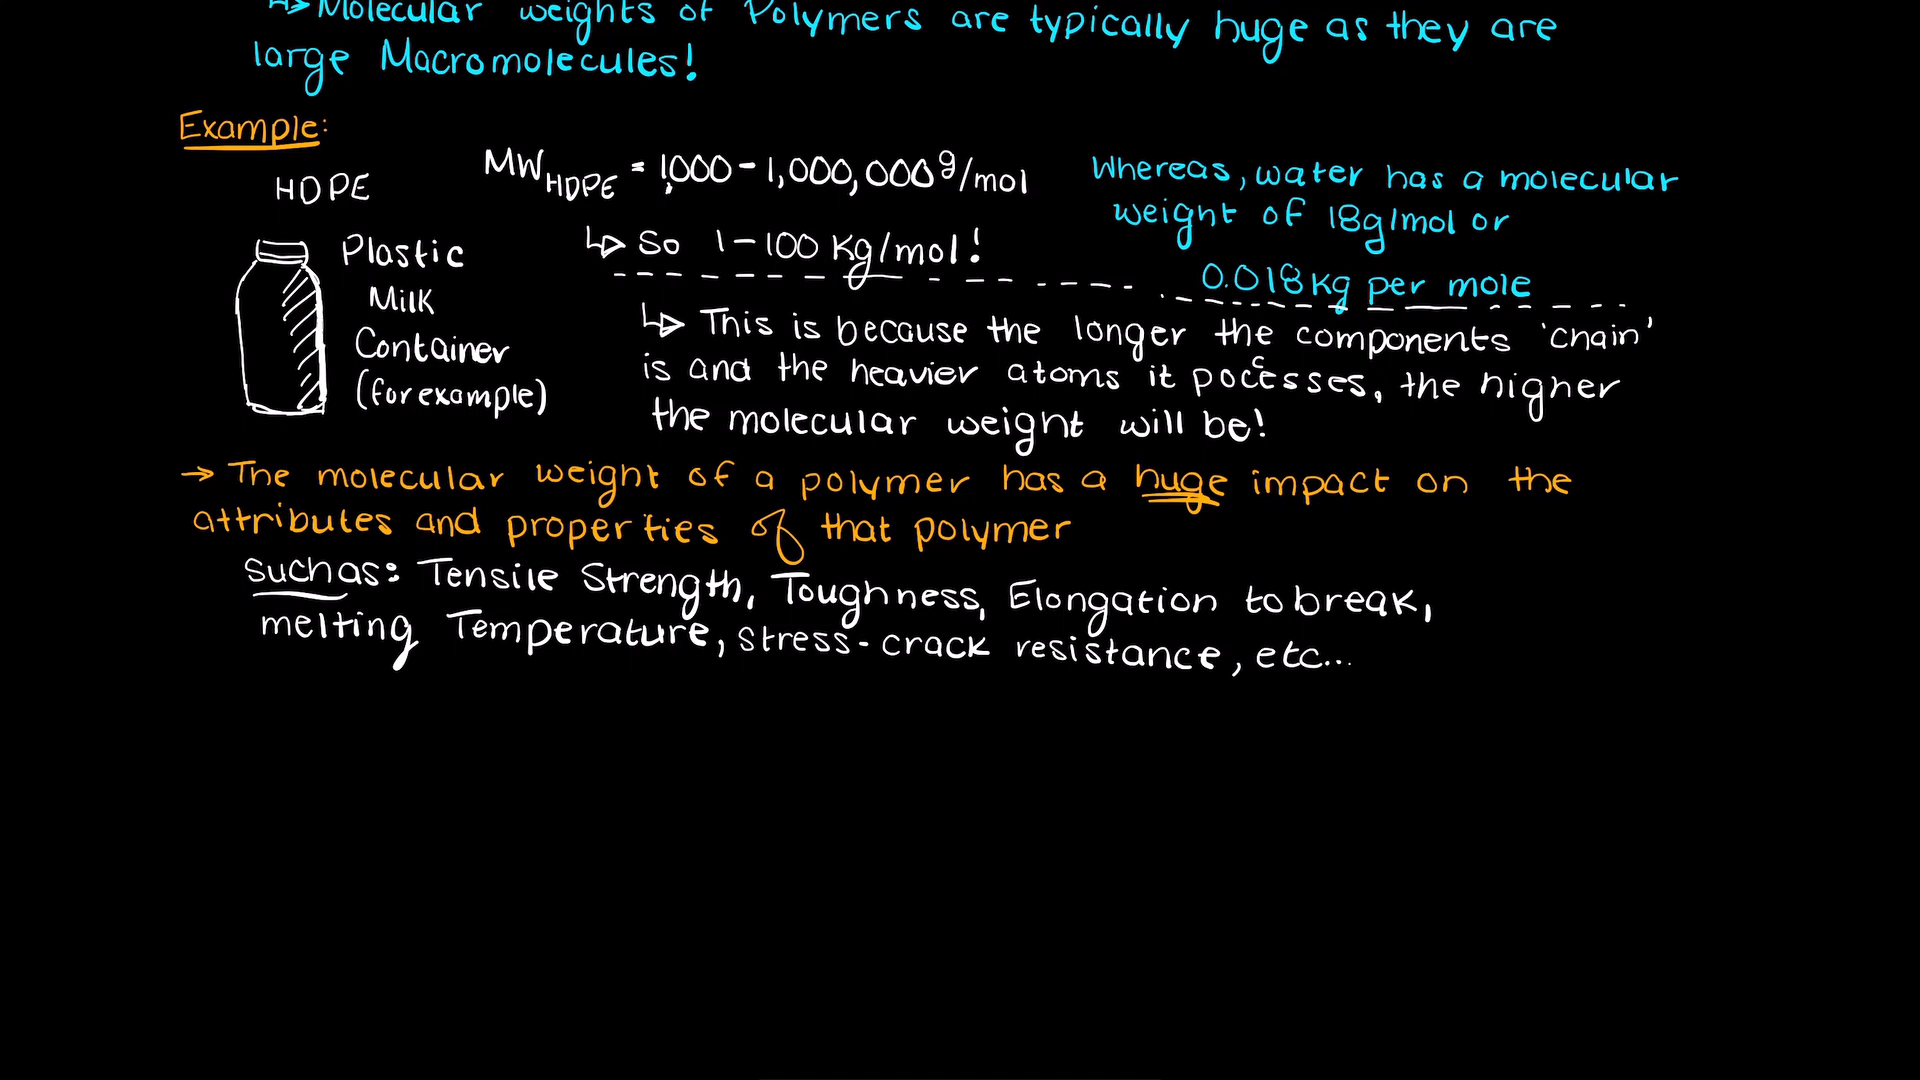 ↳ Molecular weights of Polymers are typically huge as they are
large Macromolecules!
Example:
HDPE
Plastic
Milk
Container
(for example)
MW HDPE = 1,000 - 1,000,000 g/mol
↳ So 1-100 Kg/mol!
Whereas, water has a molecular
weight of 18g/mol or
0.018kg per mole
↳ This is because the longer the components 'chain'
is and the heavier atoms it pocesses, the higher
the molecular weight will be!
→ The molecular weight of a polymer has a huge impact on the
attributes and properties of that polymer
such as: Tensile Strength, Toughness, Elongation to break,
melting Temperature, stress-crack resistance, etc...